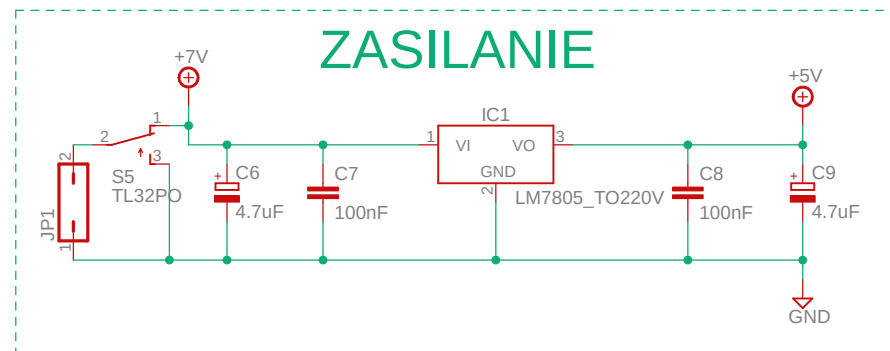 ZASILANIE
+7V
+5V
IC1
1
2
3
S5
TL32PO
2
JP1
1
+
C6
4.7uF
C7
100nF
1
VI
VO
3
GND
2
LM7805_TO220V
C8
100nF
+
C9
4.7uF
GND